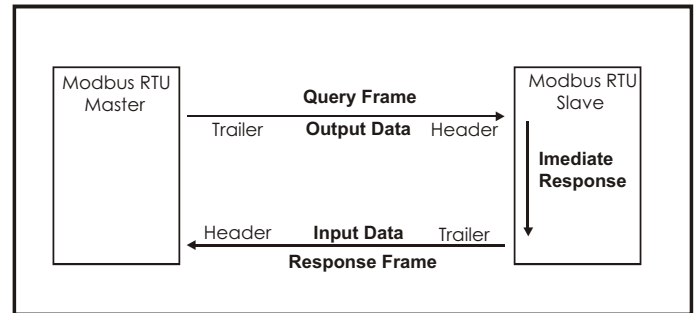 Modbus RTU
Master
Query Frame
Trailer Output Data Header
Modbus RTU
Slave
Imediate
Response
Header Input Data Trailer
Response Frame